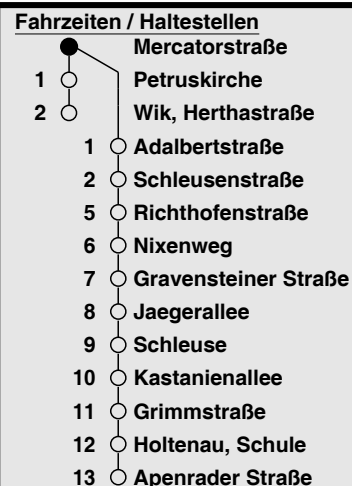 Fahrzeiten / Haltestellen
Mercatorstraße
1 Petruskirche
2 Wik, Herthastraße
1 Adalbertstraße
2 Schleusenstraße
5 Richthofenstraße
6 Nixenweg
7 Gravensteiner Straße
8 Jaegerallee
9 Schleuse
10 Kastanienallee
11 Grimmstraße
12 Holtenau, Schule
13 Apenrader Straße